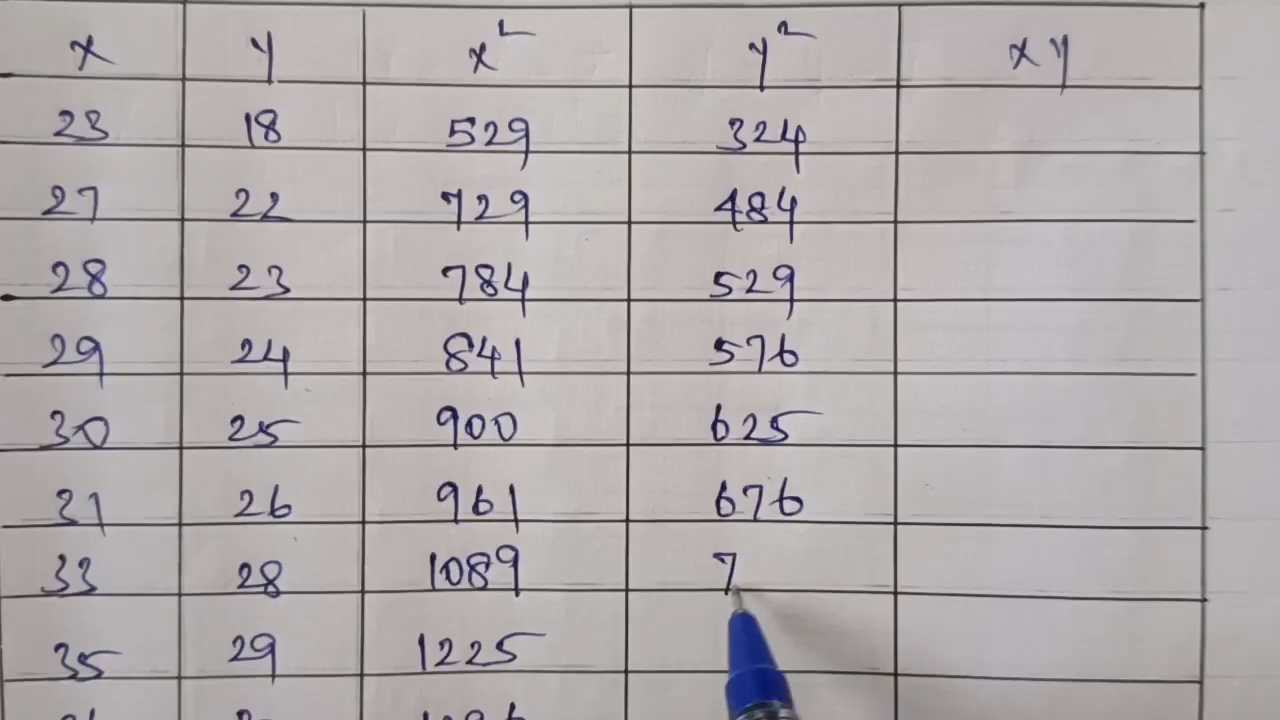 x y x² y² xy
23 18 529 324
27 22 729 484
28 23 784 529
29 24 841 576
30 25 900 625
31 26 961 676
33 28 1089 7
35 29 1225